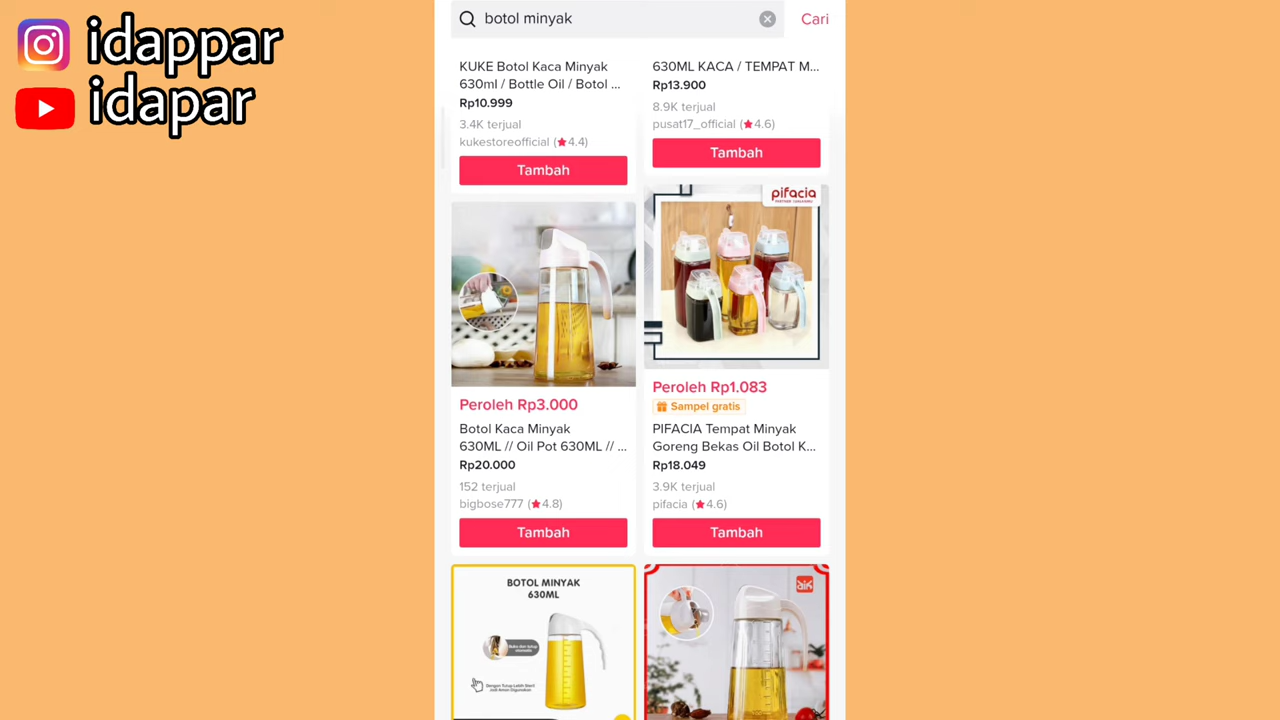 idappar
idapar
botol minyak
Cari
KUKE Botol Kaca Minyak
630ml / Bottle Oil / Botol ...
Rp10.999
3.4K terjual
kukestoreofficial (★4.4)
Tambah
630ML KACA / TEMPAT M...
Rp13.900
8.9K terjual
pusat17_official (★4.6)
Tambah
Peroleh Rp3.000
Botol Kaca Minyak
630ML // Oil Pot 630ML // ...
Rp20.000
152 terjual
bigbose777 (★4.8)
Tambah
pifacia
Peroleh Rp1.083
Sampel gratis
PIFACIA Tempat Minyak
Goreng Bekas Oil Botol K...
Rp18.049
3.9K terjual
pifacia (★4.6)
Tambah
BOTOL MINYAK
630ML